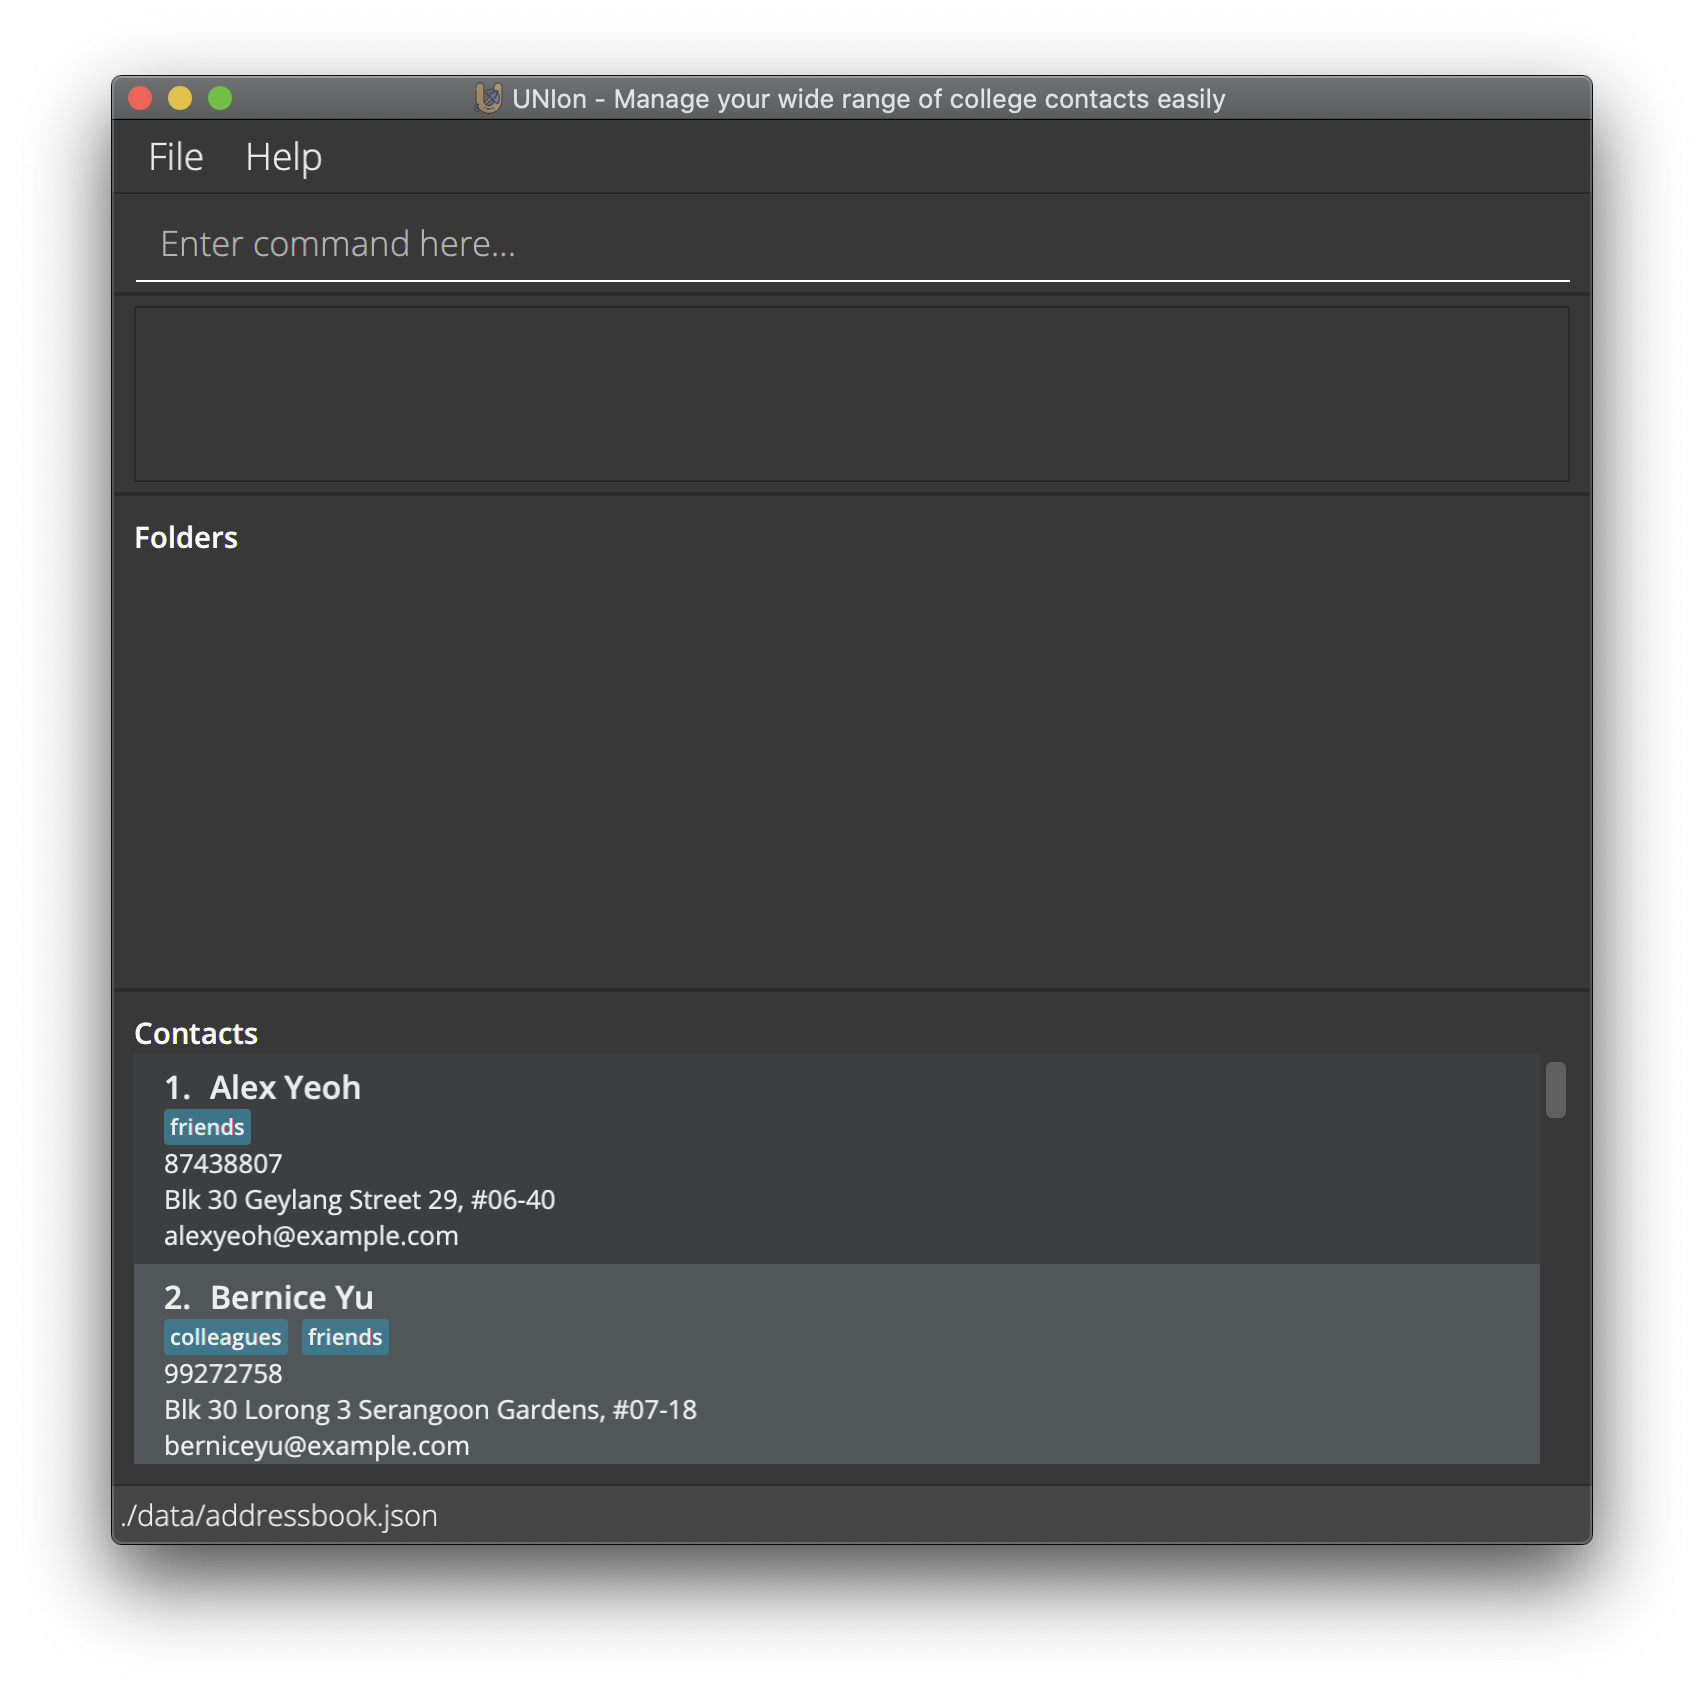 UNIon - Manage your wide range of college contacts easily
File Help
Enter command here...
Folders
Contacts
1. Alex Yeoh
friends
87438807
Blk 30 Geylang Street 29, #06-40
alexyeoh@example.com
2. Bernice Yu
colleagues friends
99272758
Blk 30 Lorong 3 Serangoon Gardens, #07-18
berniceyu@example.com
./data/addressbook.json